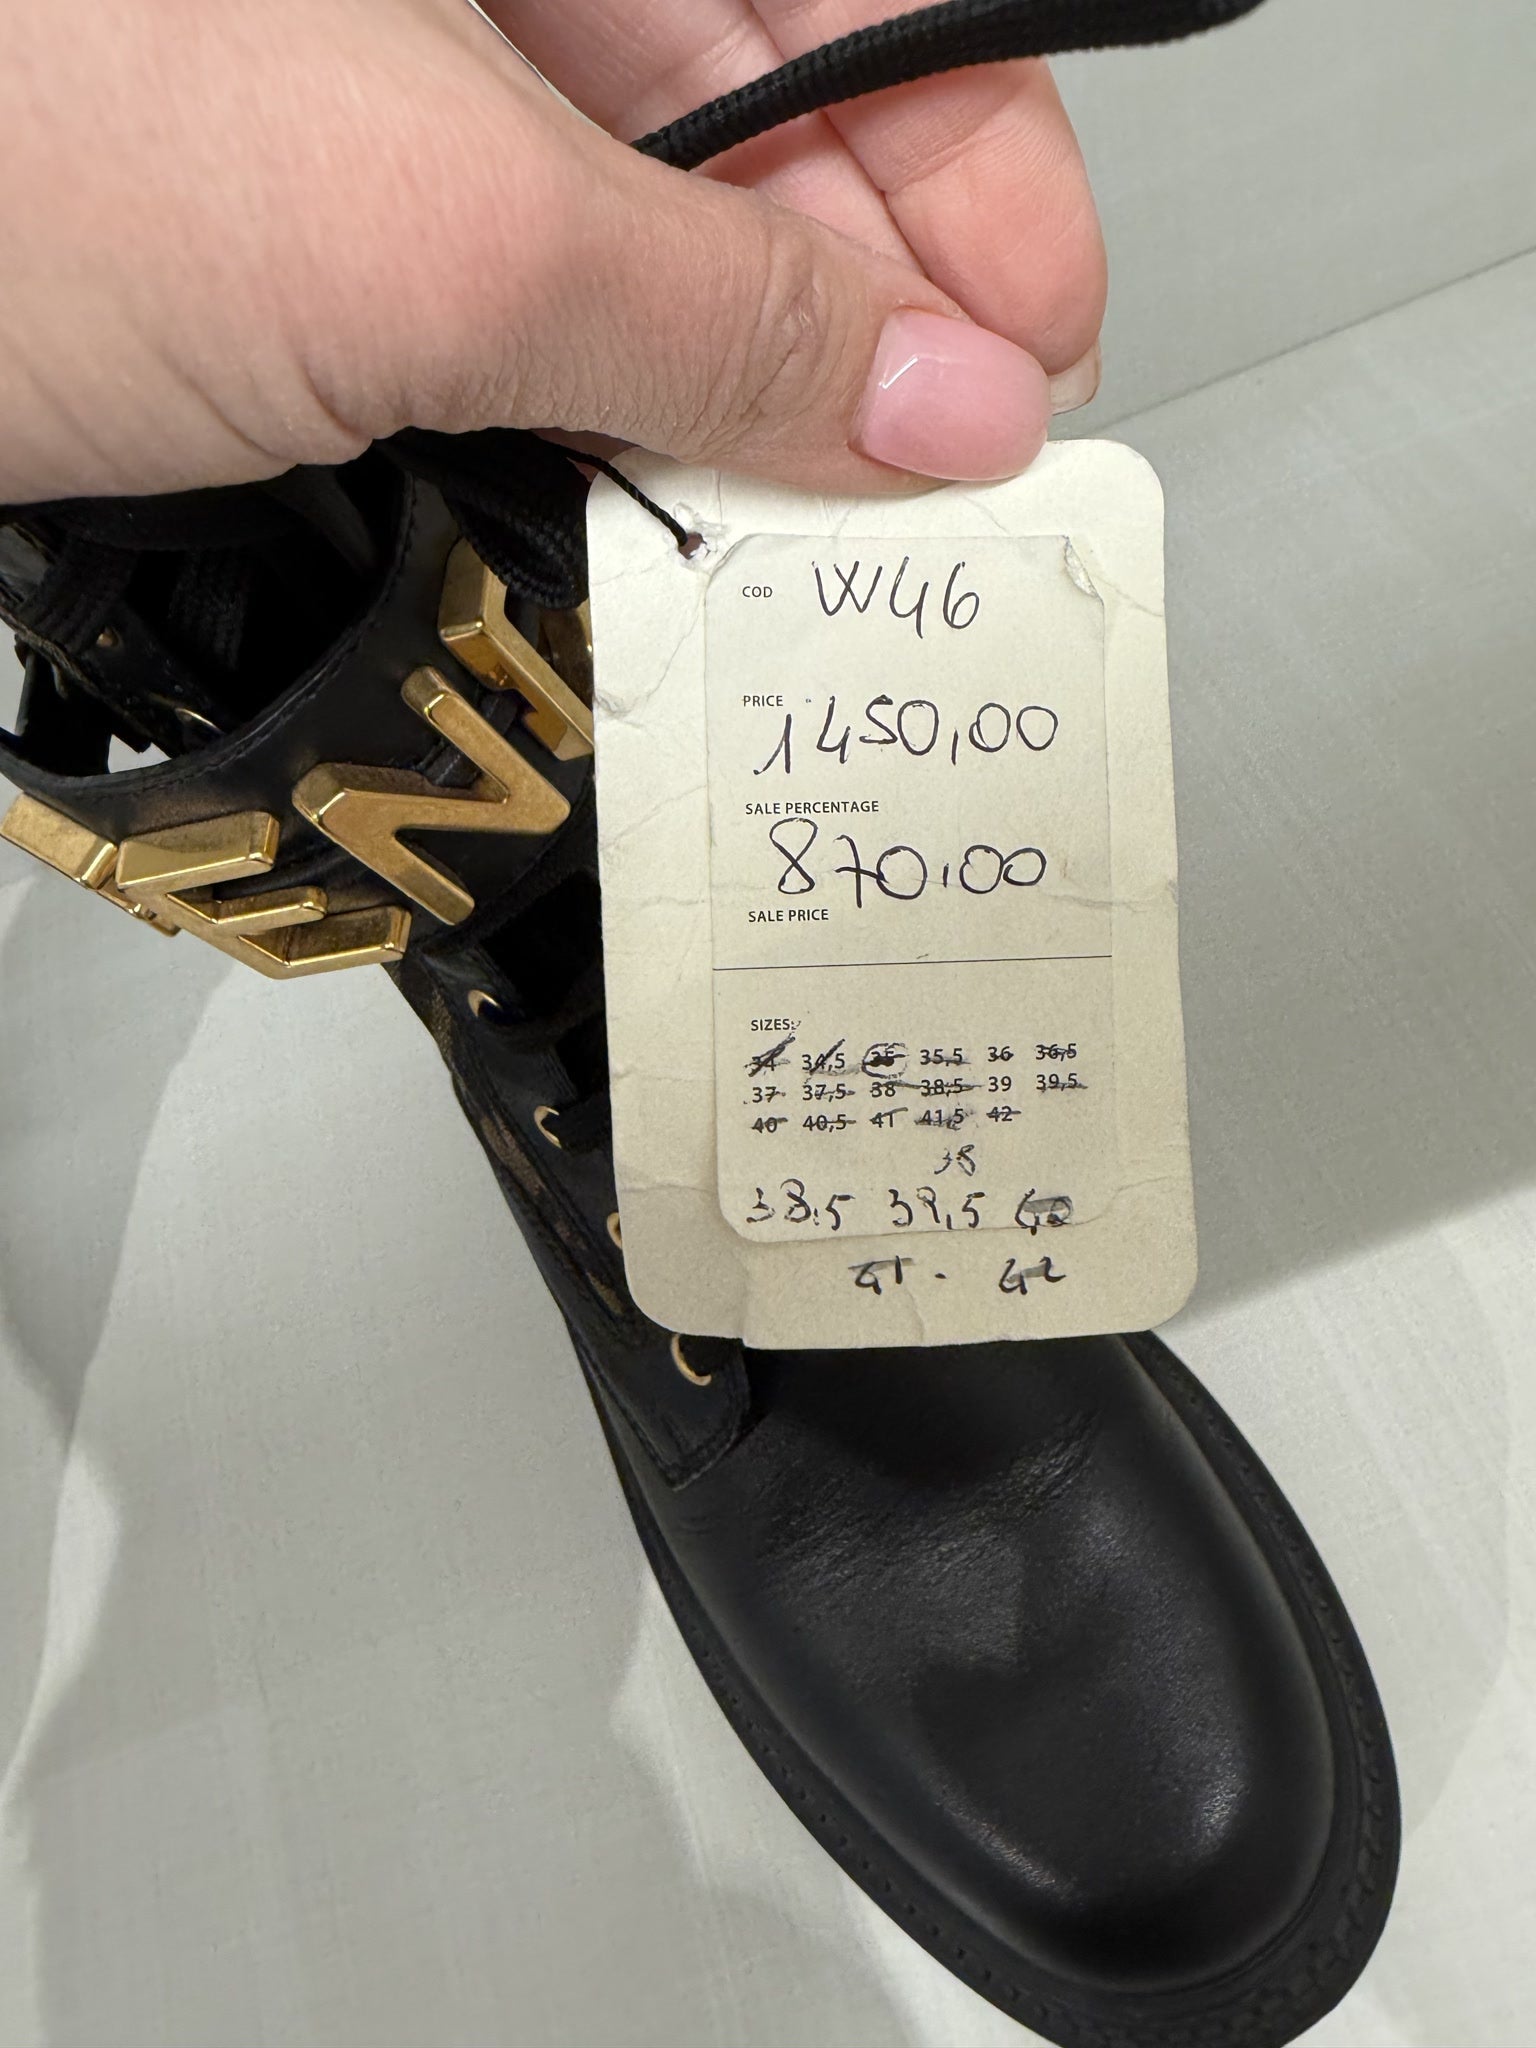 COD W46
PRICE 1450,00
SALE PERCENTAGE
870,00
SALE PRICE
SIZES:
34 34,5 35 35,5 36 36,5
37 37,5 38 38,5 39 39,5
40 40,5 41 41,5 42
38
38,5 39,5 40
41 - 42